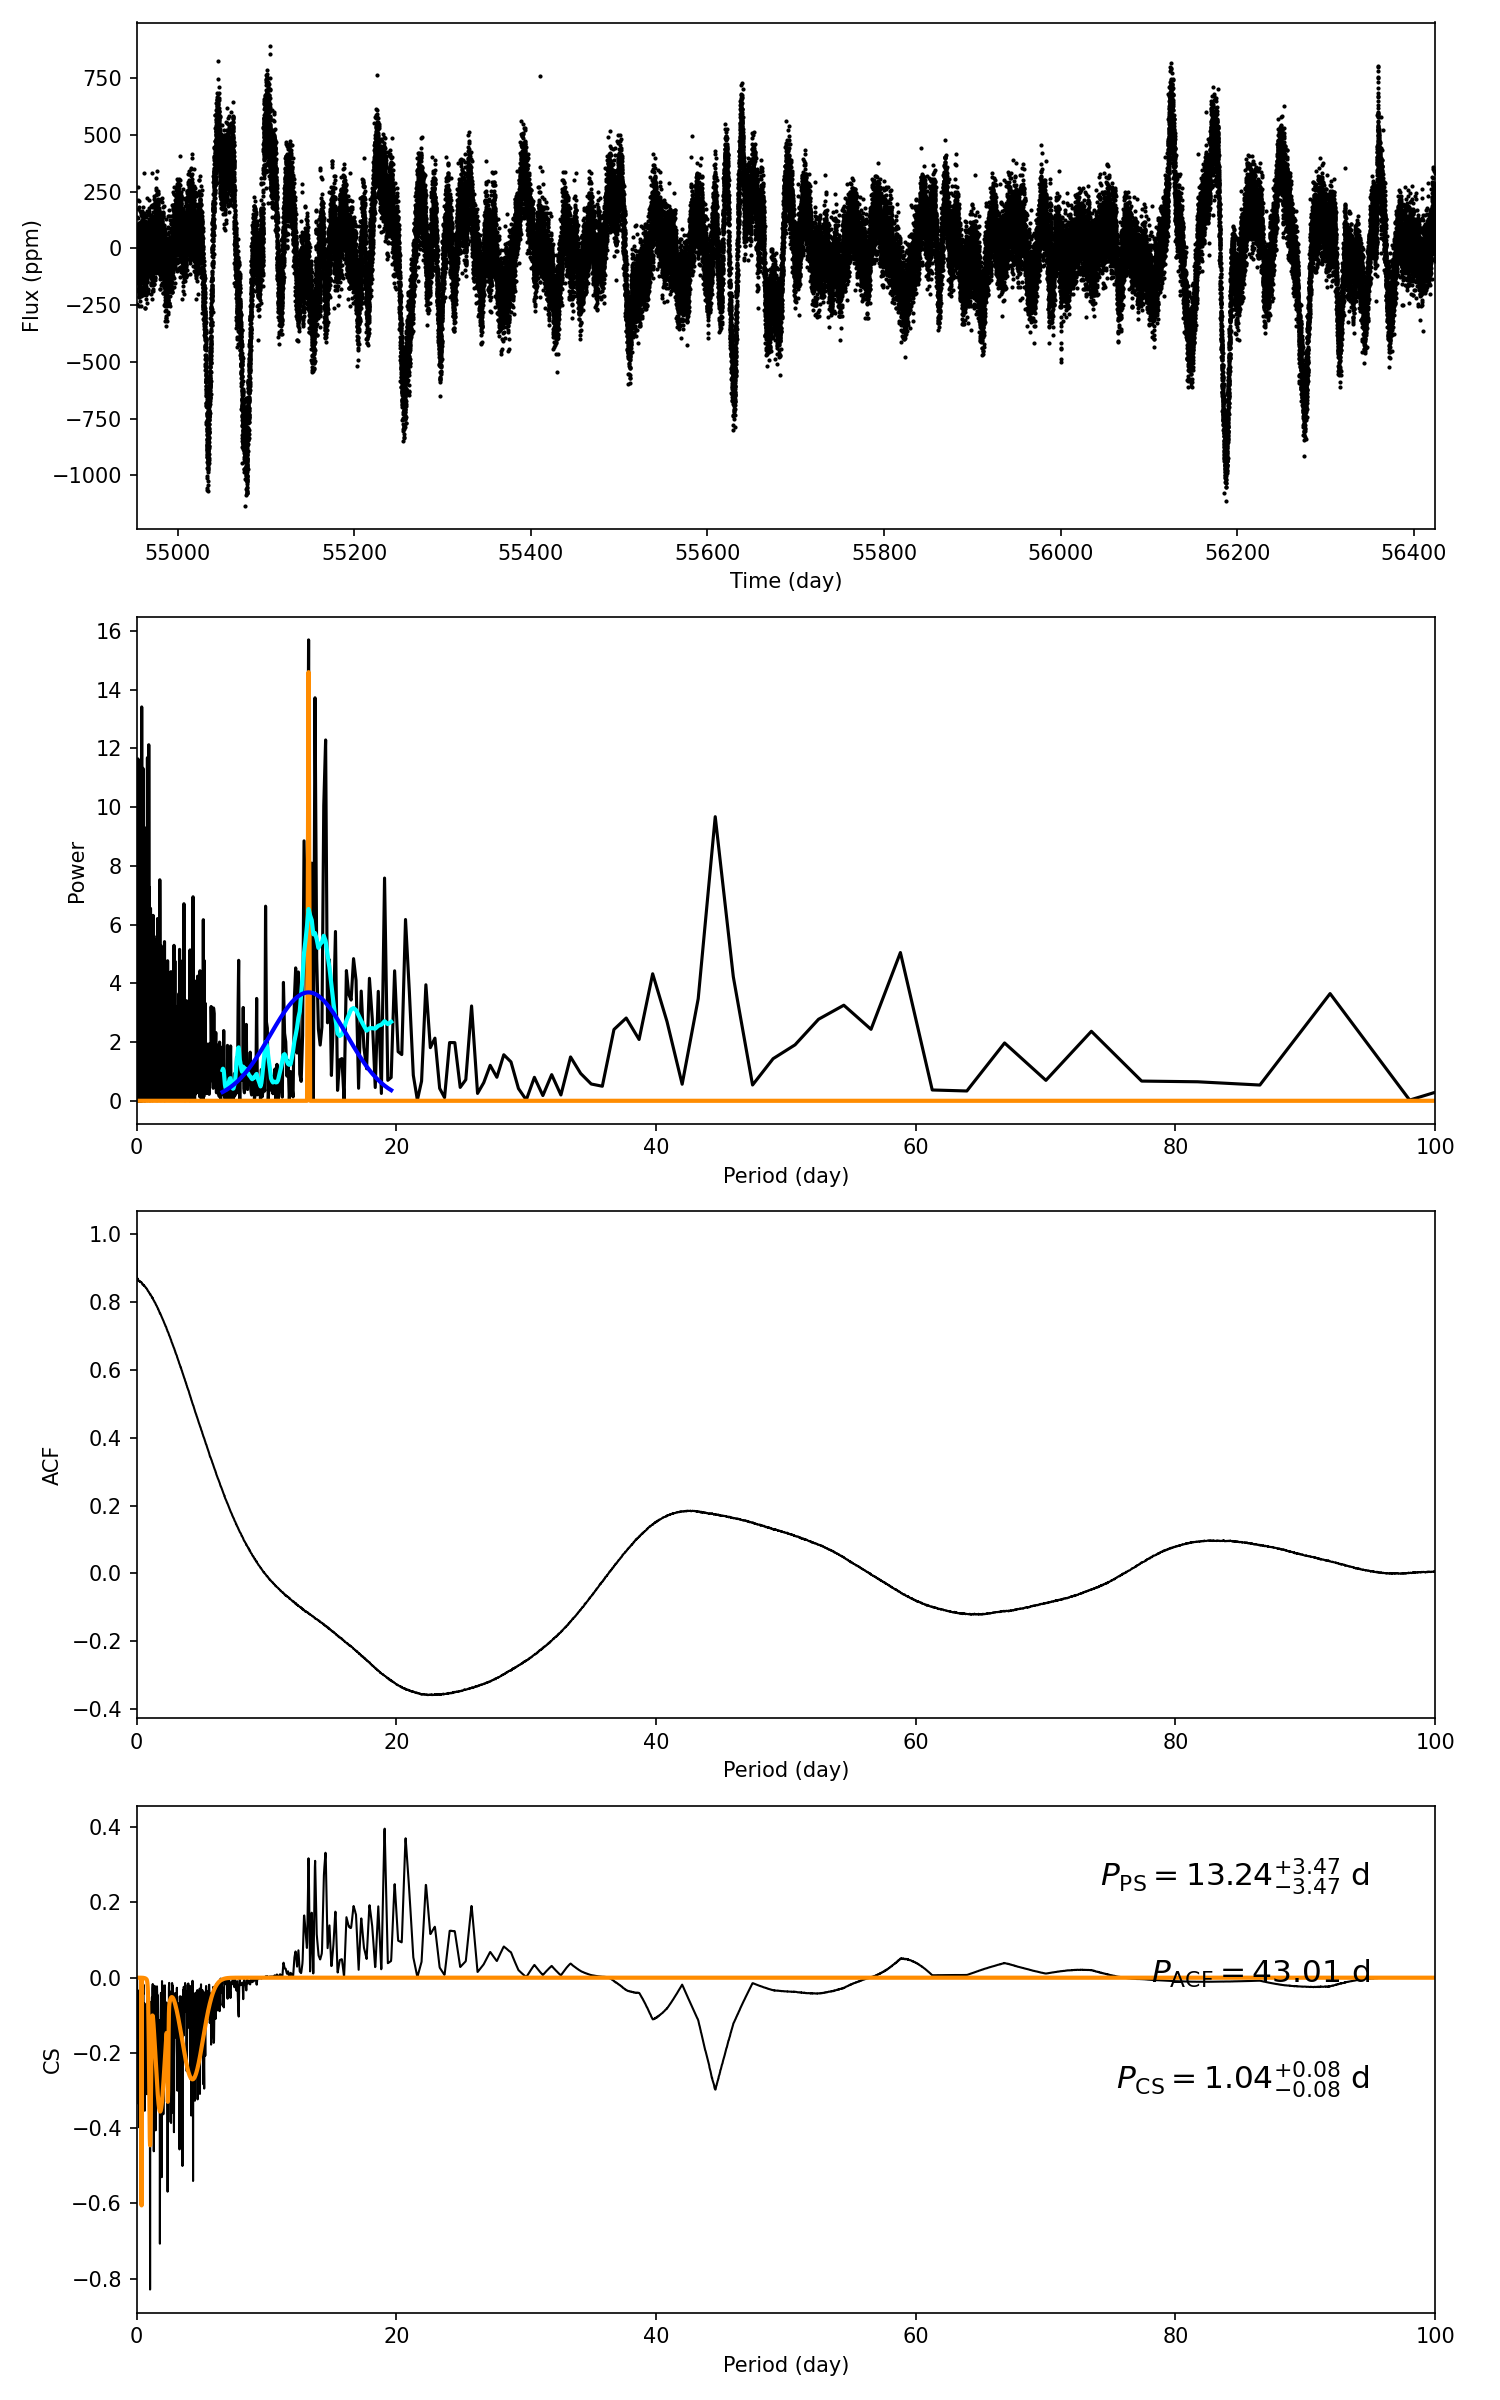 750
500
250
0
−250
−500
−750
−1000
Flux (ppm)
55000 55200 55400 55600 55800 56000 56200 56400
Time (day)
16
14
12
10
8
6
4
2
0
Power
0 20 40 60 80 100
Period (day)
1.0
0.8
0.6
0.4
0.2
0.0
−0.2
−0.4
ACF
0 20 40 60 80 100
Period (day)
0.4
0.2
0.0
−0.2
−0.4
−0.6
−0.8
CS
P_PS = 13.24^{+3.47}_{−3.47} d
P_ACF = 43.01 d
P_CS = 1.04^{+0.08}_{−0.08} d
0 20 40 60 80 100
Period (day)